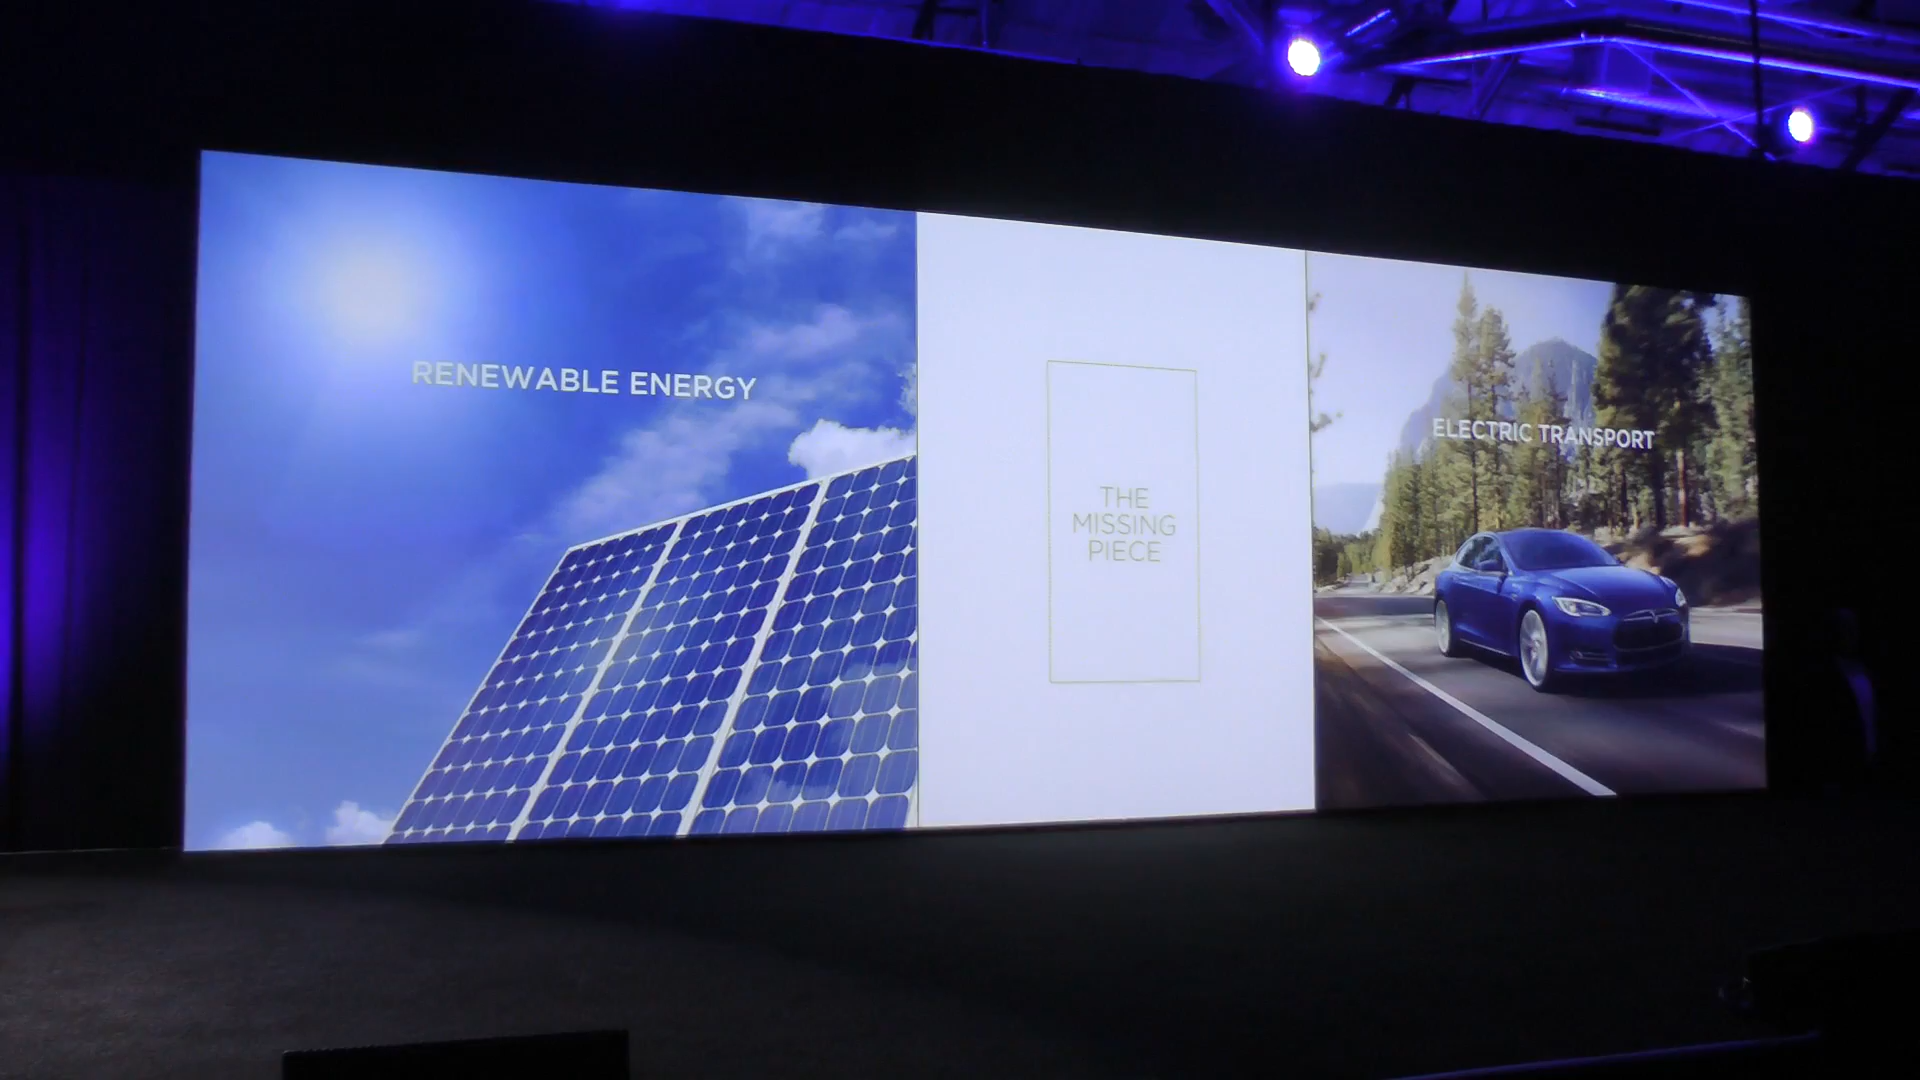 RENEWABLE ENERGY
THE
MISSING
PIECE
ELECTRIC TRANSPORT